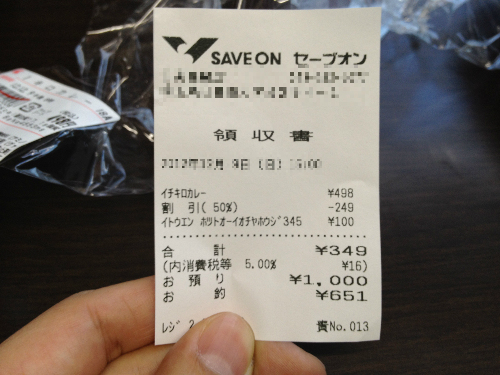 SAVE ON セーブオン
領収書
2012年12月 9日 (日) 15:00
イチキロカレー ¥498
割 引( 50%) -249
イトウエン ホツトオーイオチヤホウジ345 ¥100
合 計 ¥349
(内消費税等 5.00% ¥16)
お預り ¥1,000
お 釣 ¥651
レジ 2
責No.013